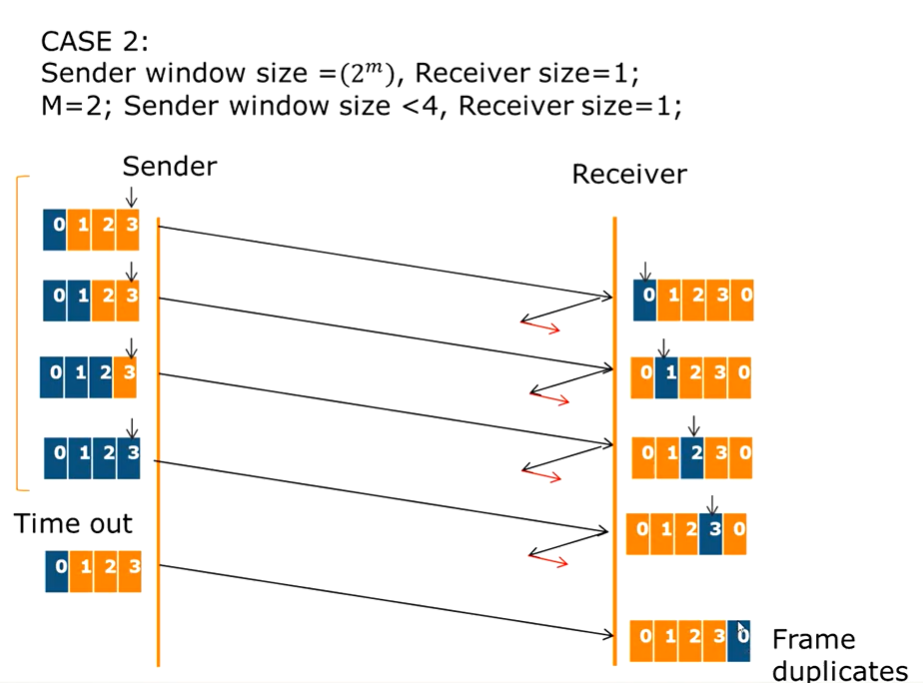 CASE 2:
Sender window size =(2^m), Receiver size=1;
M=2; Sender window size <4, Receiver size=1;
Sender
Receiver
0 1 2 3
0 1 2 3 0
0 1 2 3
0 1 2 3 0
0 1 2 3
0 1 2 3 0
0 1 2 3
0 1 2 3 0
Time out
0 1 2 3
0 1 2 3 0
Frame
duplicates